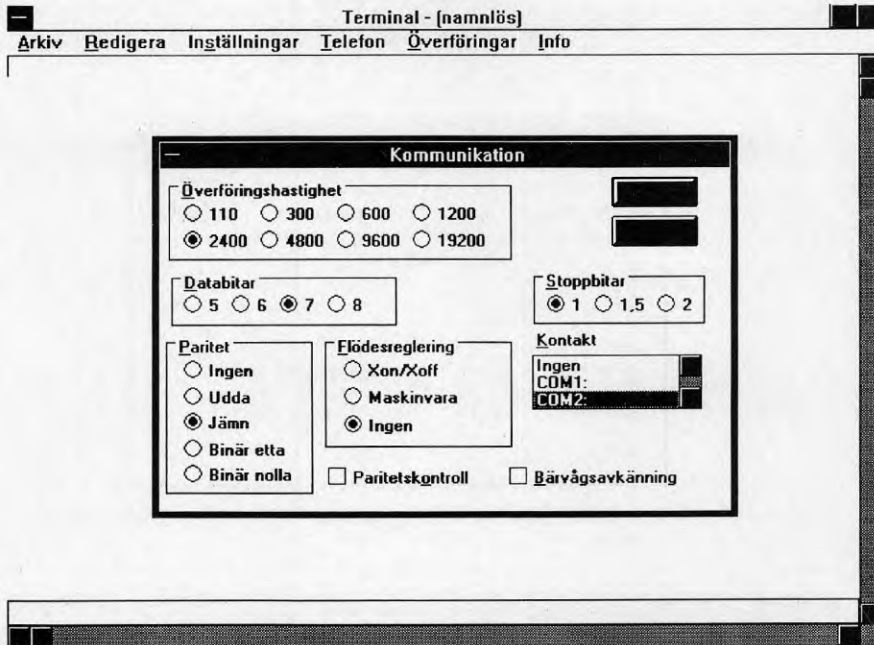 Terminal - (namnlös)
Arkiv Redigera Inställningar Telefon Överföringar Info
Kommunikation
Överföringshastighet
110 300 600 1200
2400 4800 9600 19200
Databitar
5 6 7 8
Stoppbitar
1 1,5 2
Paritet
Ingen
Udda
Jämn
Binär etta
Binär nolla
Flödesreglering
Xon/Xoff
Maskinvara
Ingen
Kontakt
Ingen
COM1:
COM2:
Paritetskontroll
Bärvågsavkänning